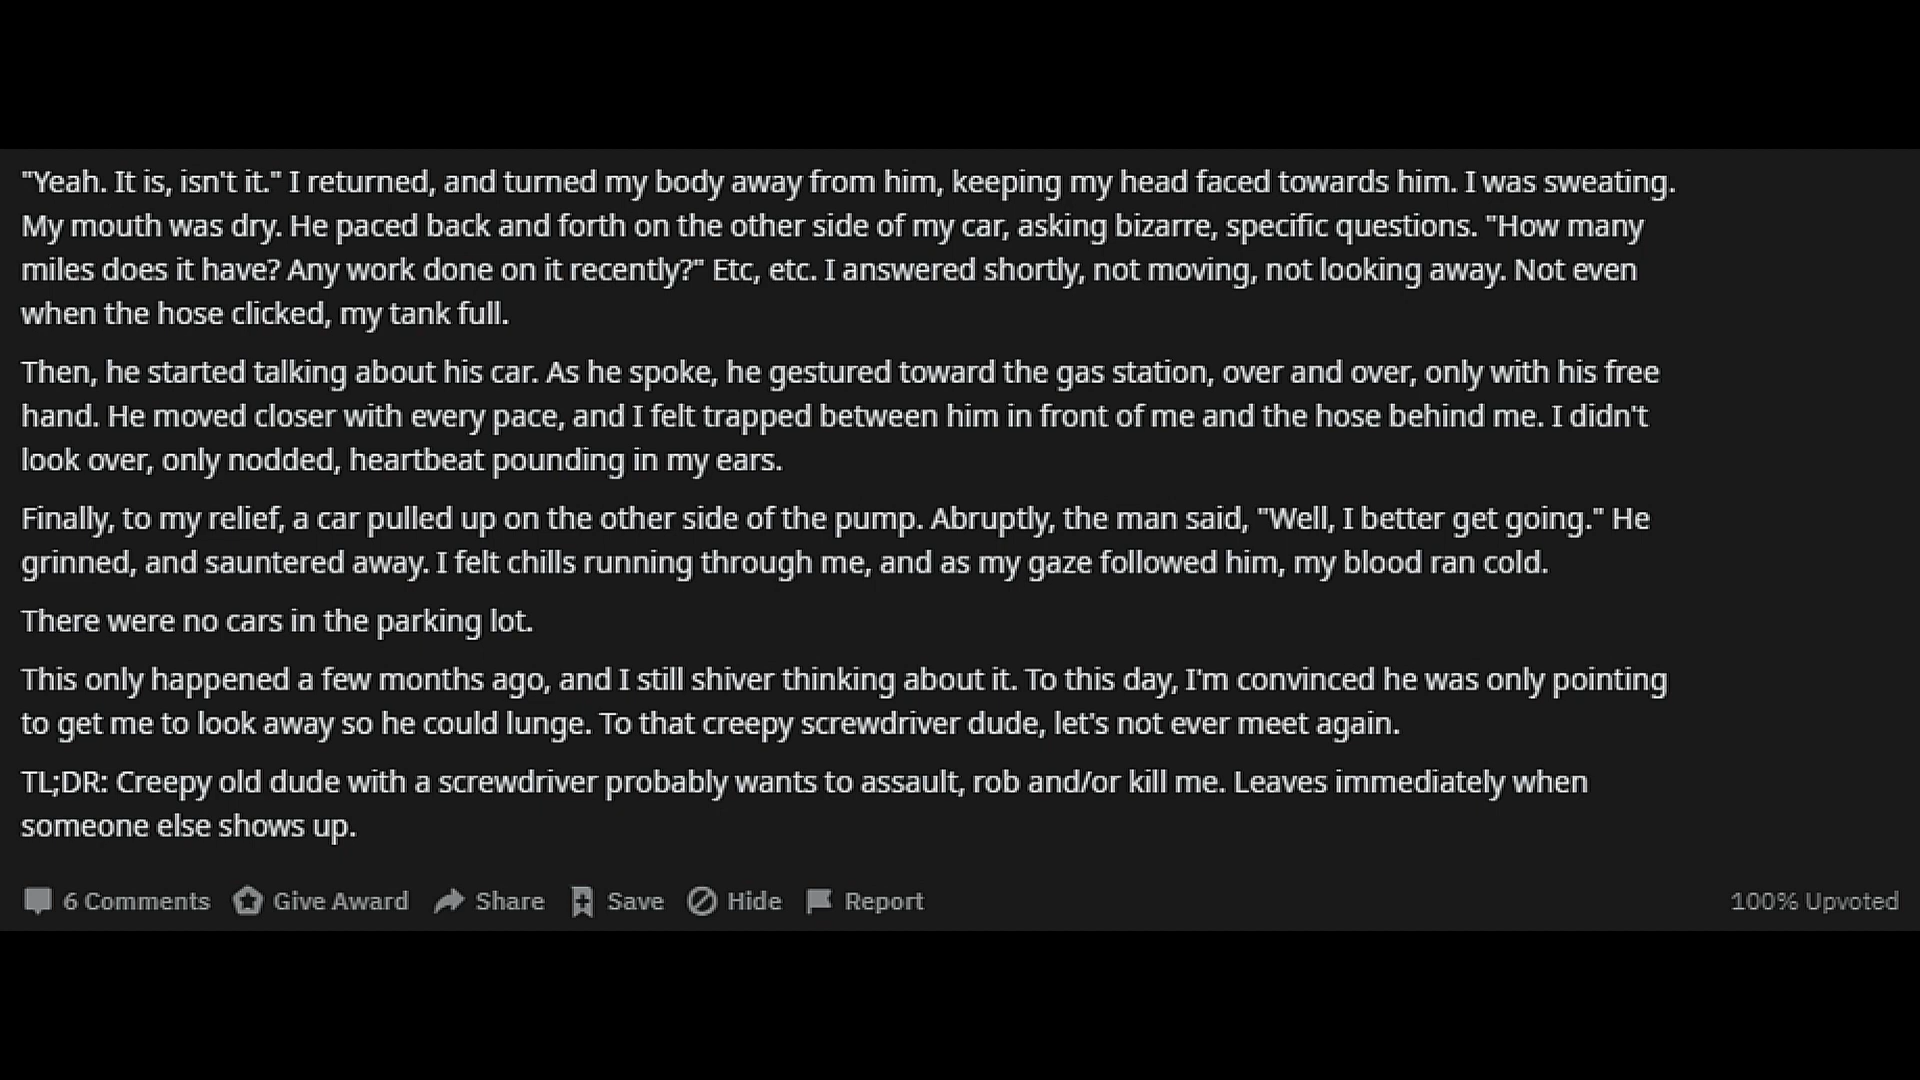 "Yeah. It is, isn't it." I returned, and turned my body away from him, keeping my head faced towards him. I was sweating.
My mouth was dry. He paced back and forth on the other side of my car, asking bizarre, specific questions. "How many
miles does it have? Any work done on it recently?" Etc, etc. I answered shortly, not moving, not looking away. Not even
when the hose clicked, my tank full.
Then, he started talking about his car. As he spoke, he gestured toward the gas station, over and over, only with his free
hand. He moved closer with every pace, and I felt trapped between him in front of me and the hose behind me. I didn't
look over, only nodded, heartbeat pounding in my ears.
Finally, to my relief, a car pulled up on the other side of the pump. Abruptly, the man said, "Well, I better get going." He
grinned, and sauntered away. I felt chills running through me, and as my gaze followed him, my blood ran cold.
There were no cars in the parking lot.
This only happened a few months ago, and I still shiver thinking about it. To this day, I'm convinced he was only pointing
to get me to look away so he could lunge. To that creepy screwdriver dude, let's not ever meet again.
TL;DR: Creepy old dude with a screwdriver probably wants to assault, rob and/or kill me. Leaves immediately when
someone else shows up.
6 Comments Give Award Share Save Hide Report 100% Upvoted